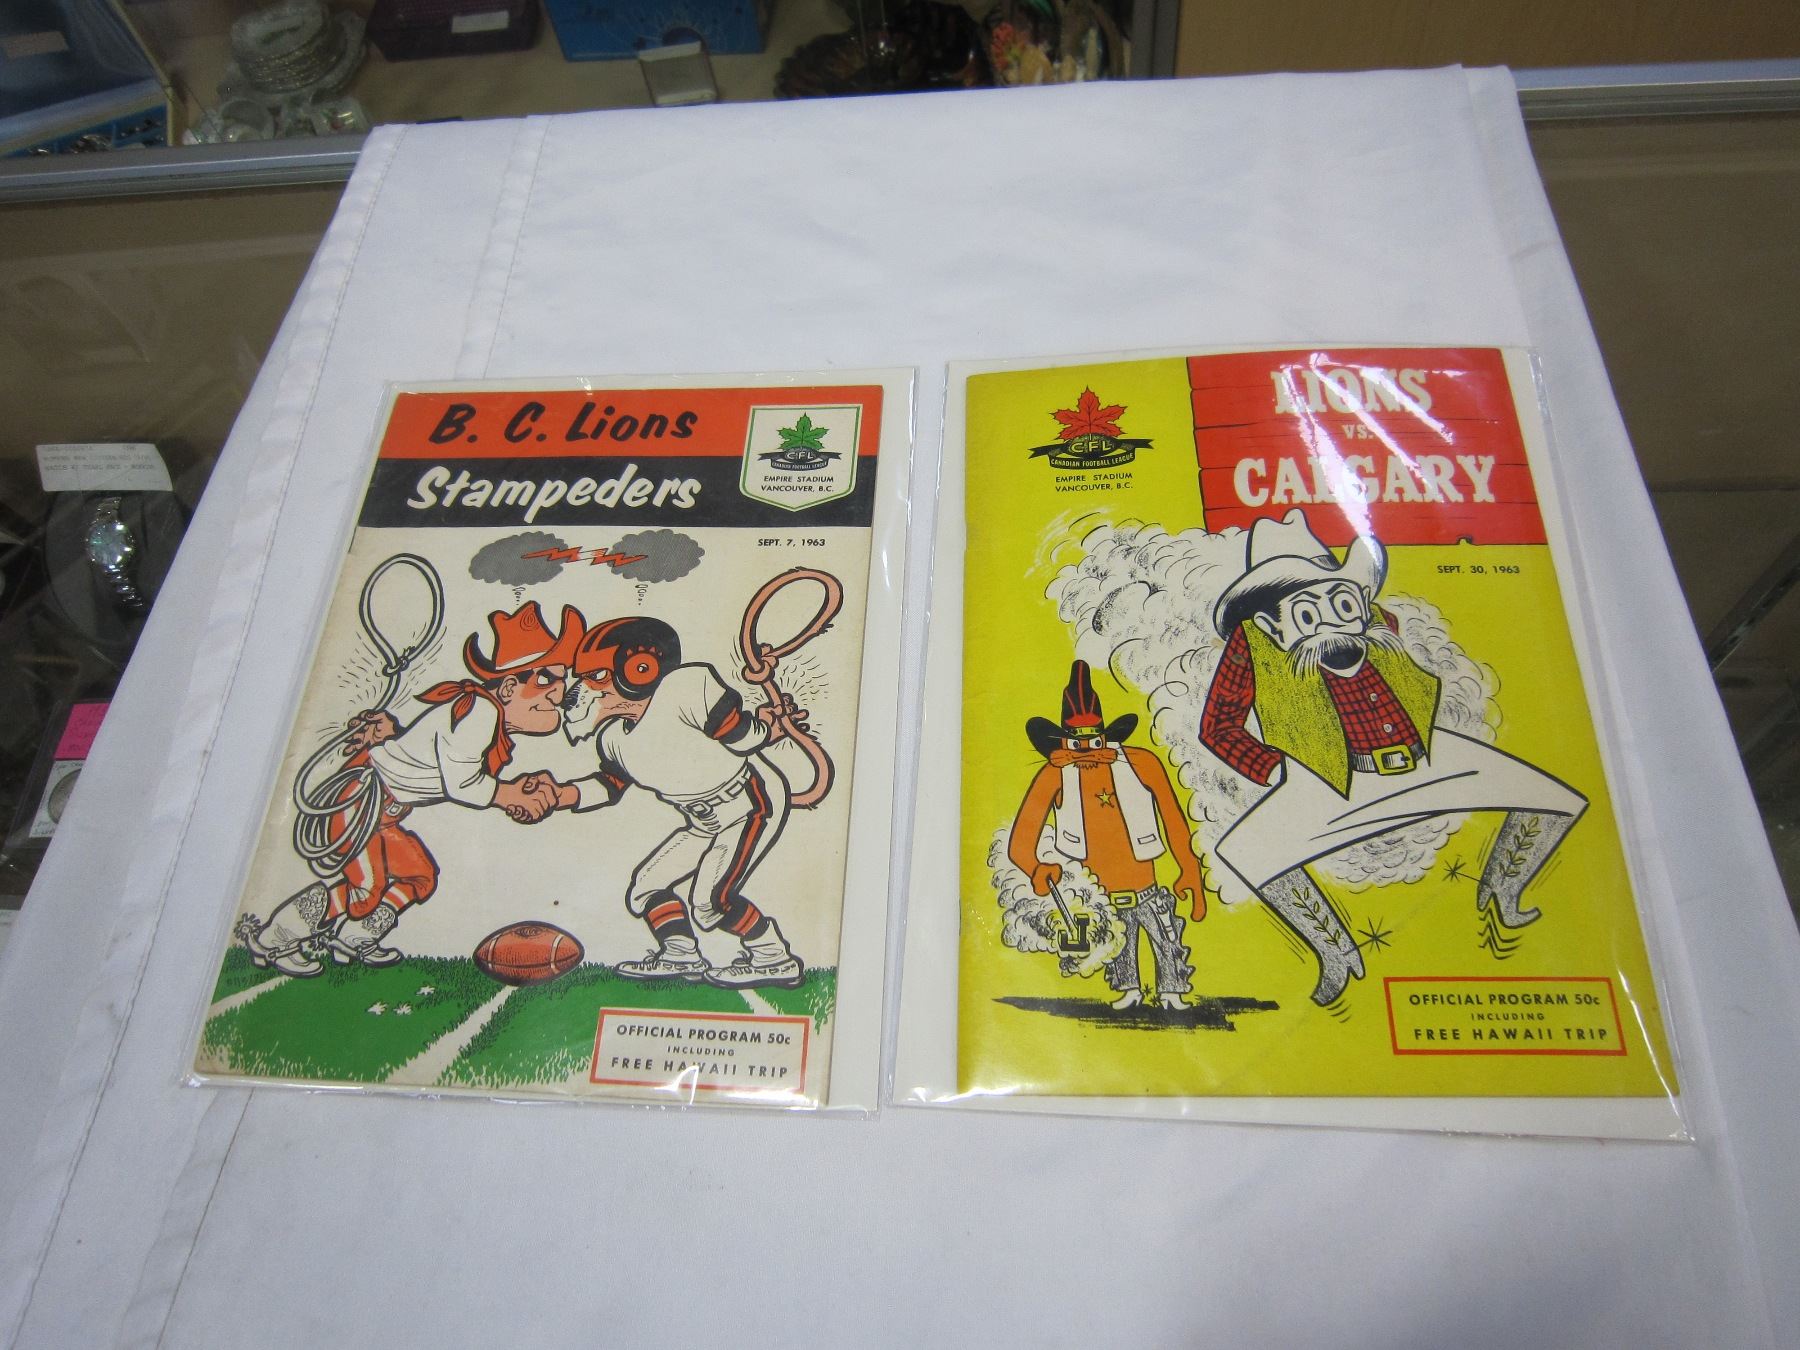 B. C. Lions
Stampeders
CFL
CANADIAN FOOTBALL LEAGUE
EMPIRE STADIUM
VANCOUVER, B.C.
SEPT. 7, 1963
OFFICIAL PROGRAM 50c
INCLUDING
FREE HAWAII TRIP
LIONS
VS.
CALGARY
CFL
CANADIAN FOOTBALL LEAGUE
EMPIRE STADIUM
VANCOUVER, B.C.
SEPT. 30, 1963
L
OFFICIAL PROGRAM 50c
INCLUDING
FREE HAWAII TRIP